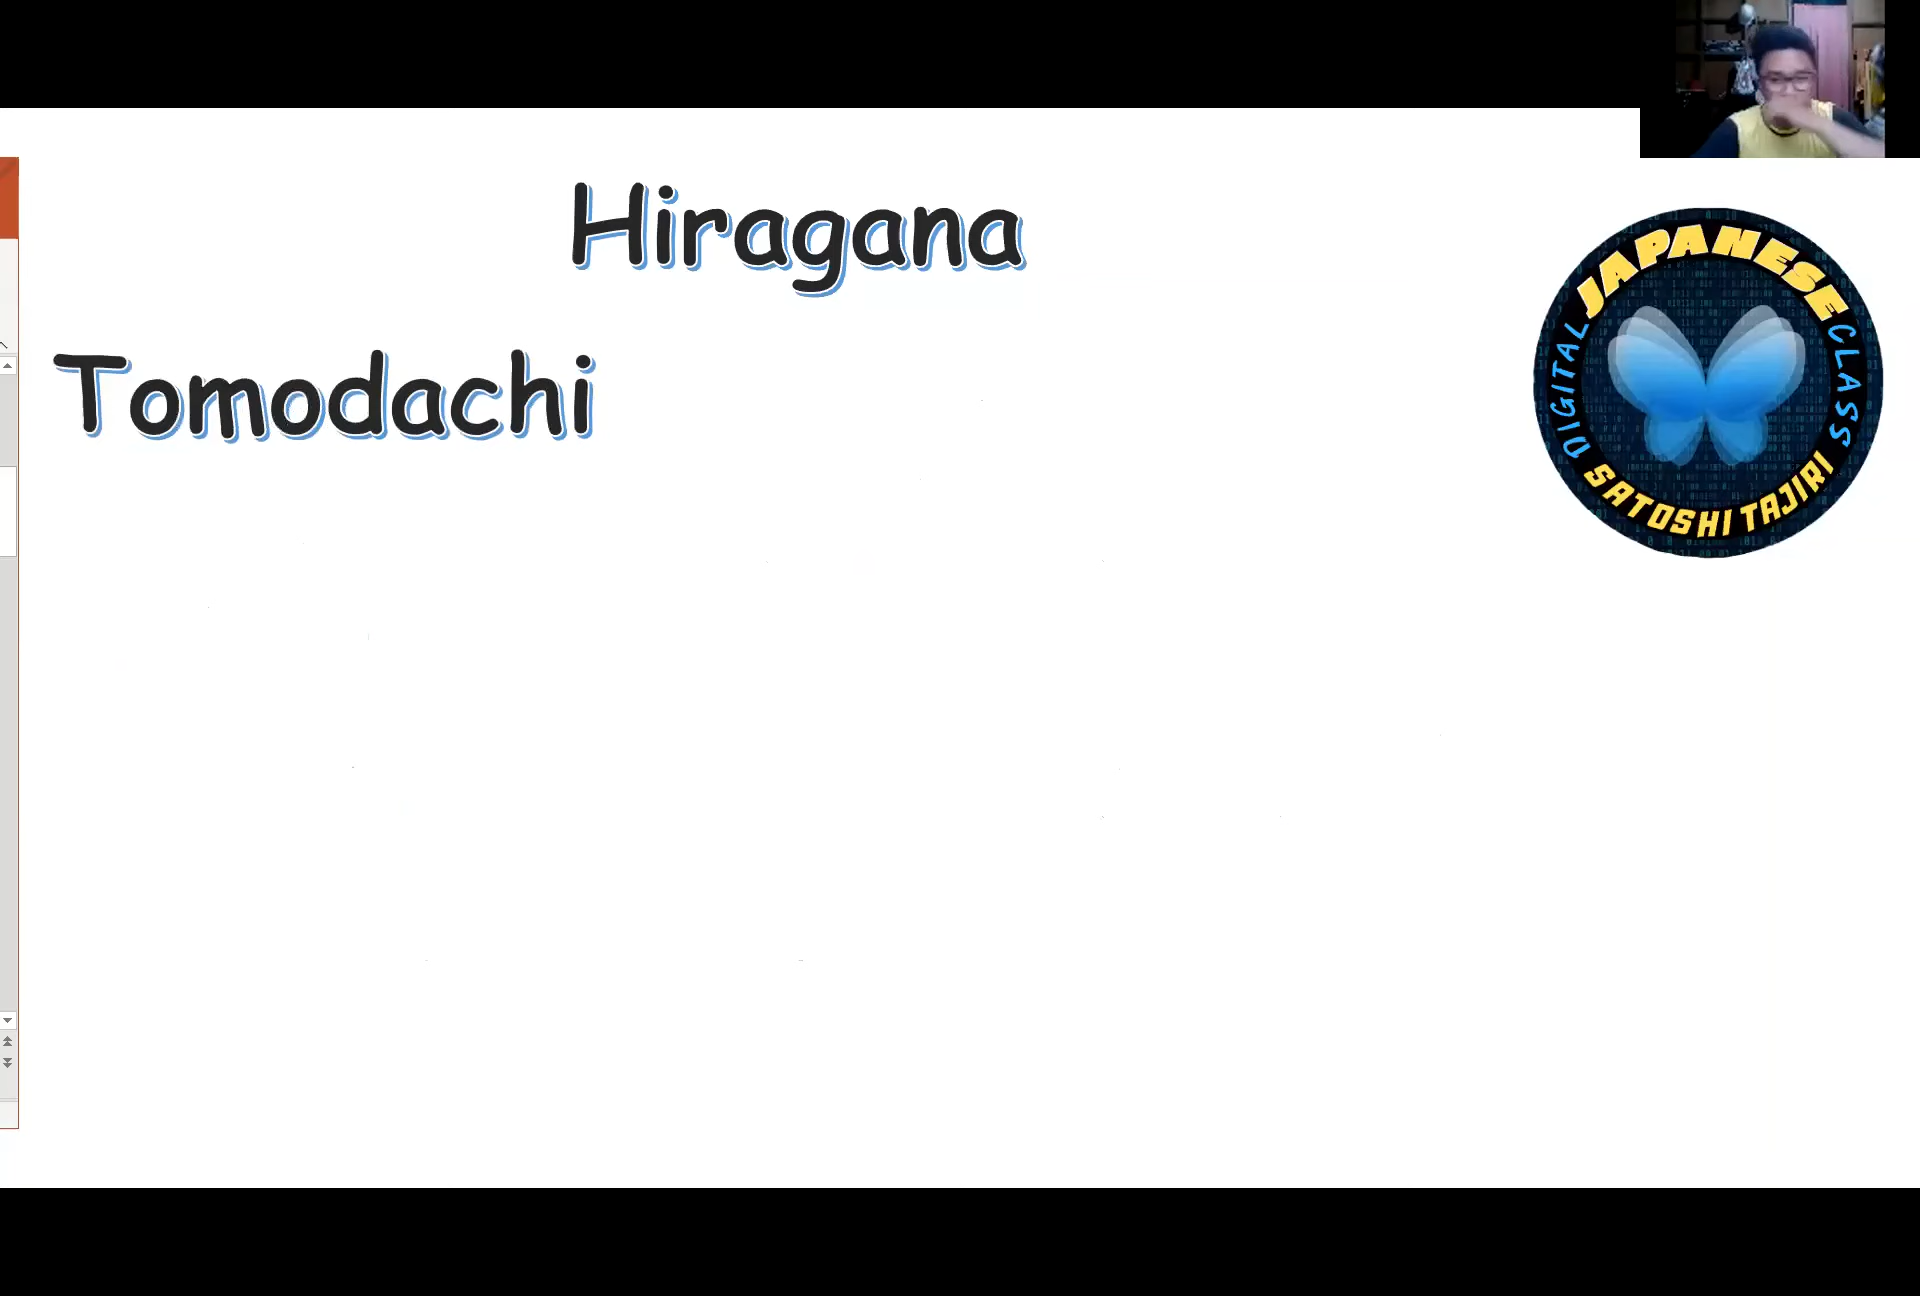 Hiragana
Tomodachi
JAPANESE
DIGITAL
CLASS
SATOSHI TAJIRI